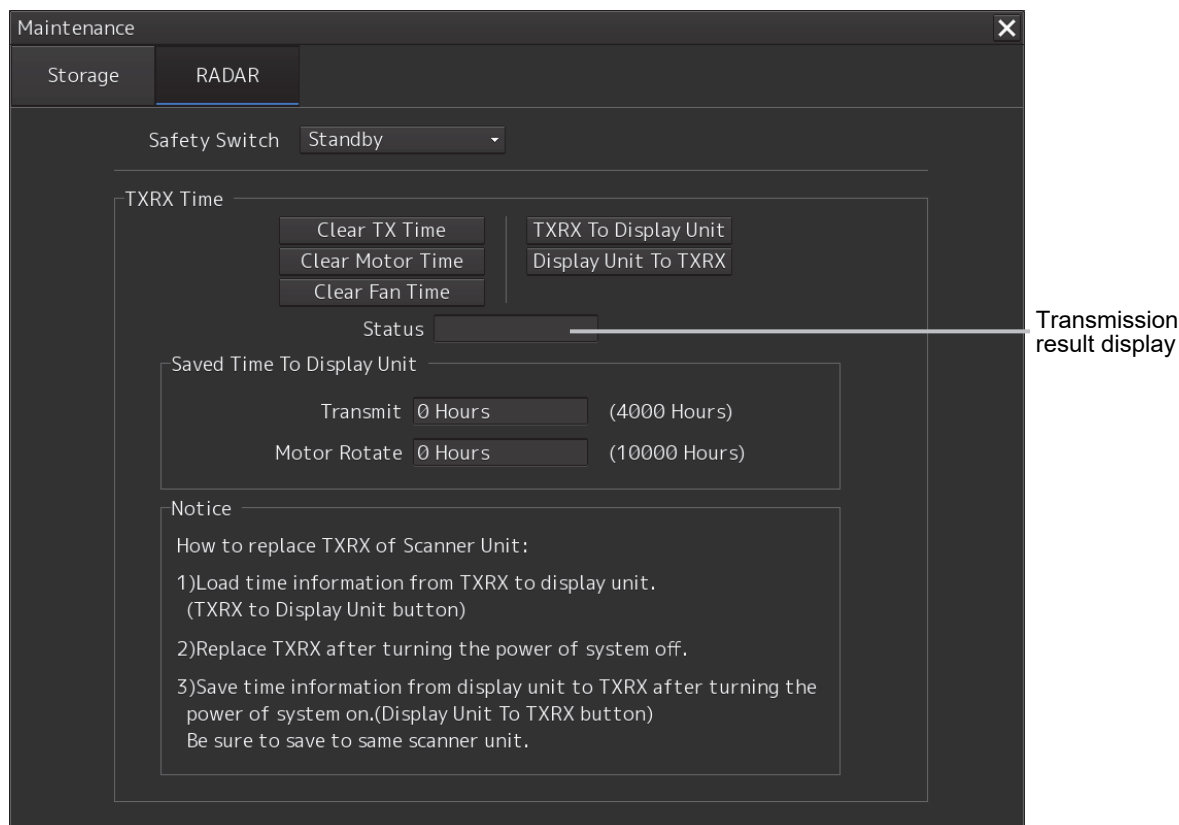 Maintenance
Storage RADAR
Safety Switch Standby
TXRX Time
Clear TX Time TXRX To Display Unit
Clear Motor Time Display Unit To TXRX
Clear Fan Time
Status
Transmission
result display
Saved Time To Display Unit
Transmit 0 Hours (4000 Hours)
Motor Rotate 0 Hours (10000 Hours)
Notice
How to replace TXRX of Scanner Unit:
1)Load time information from TXRX to display unit.
(TXRX to Display Unit button)
2)Replace TXRX after turning the power of system off.
3)Save time information from display unit to TXRX after turning the
power of system on.(Display Unit To TXRX button)
Be sure to save to same scanner unit.